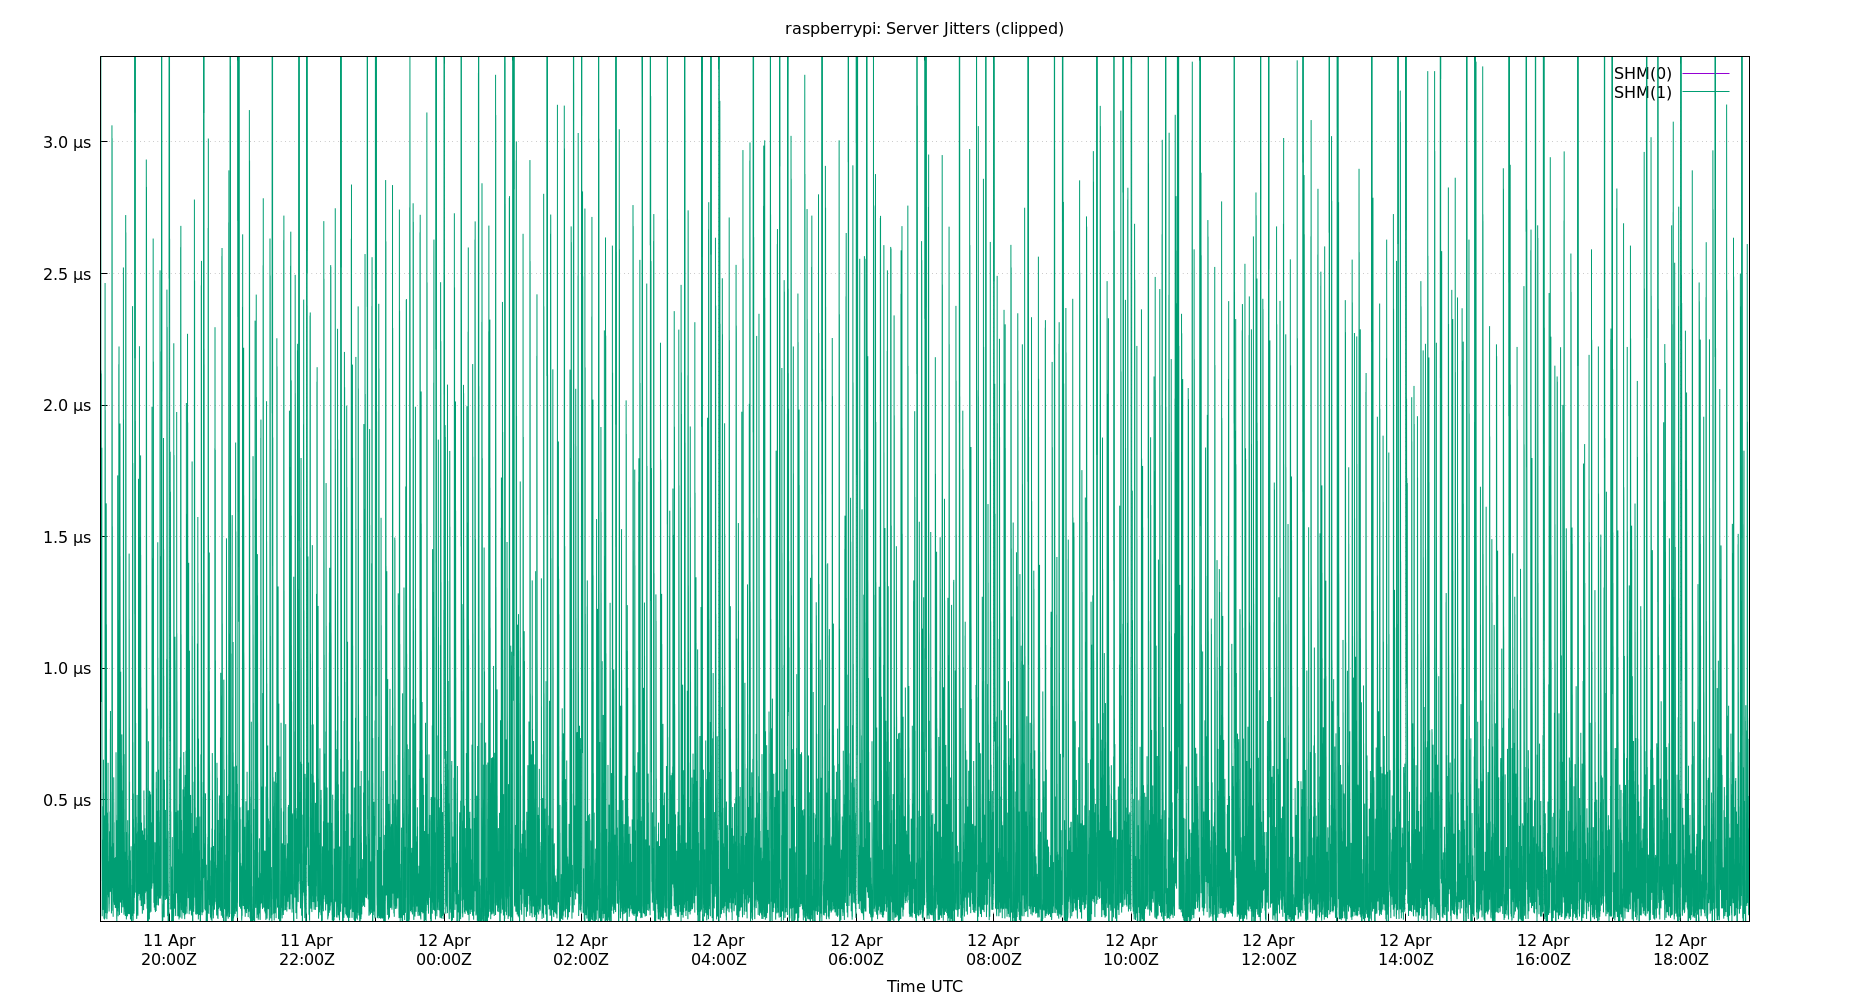 raspberrypi: Server Jitters (clipped)
SHM(0)
SHM(1)
3.0 µs
2.5 µs
2.0 µs
1.5 µs
1.0 µs
0.5 µs
11 Apr 11 Apr 12 Apr 12 Apr 12 Apr 12 Apr 12 Apr 12 Apr 12 Apr 12 Apr 12 Apr 12 Apr
20:00Z 22:00Z 00:00Z 02:00Z 04:00Z 06:00Z 08:00Z 10:00Z 12:00Z 14:00Z 16:00Z 18:00Z
Time UTC